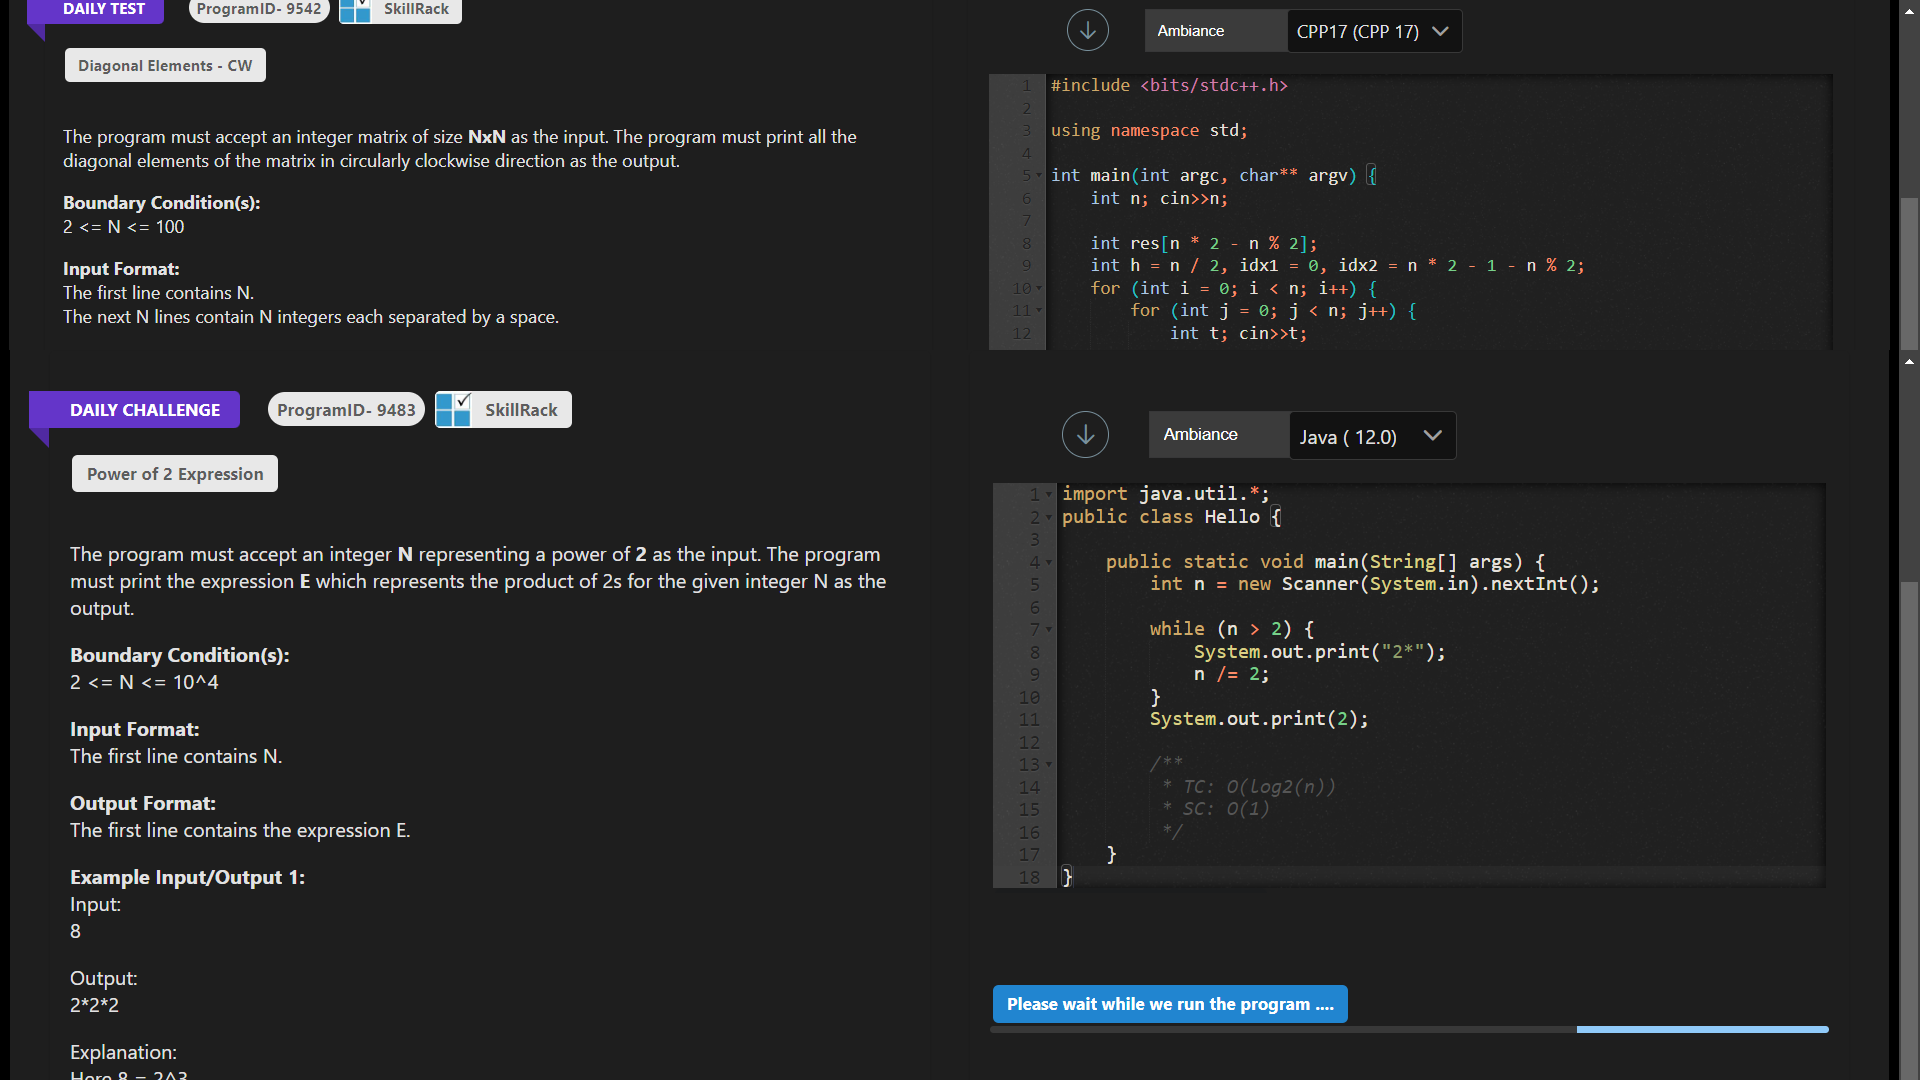 DAILY TEST
ProgramID- 9542
SkillRack
Diagonal Elements - CW
The program must accept an integer matrix of size NxN as the input. The program must print all the
diagonal elements of the matrix in circularly clockwise direction as the output.
Boundary Condition(s):
2 <= N <= 100
Input Format:
The first line contains N.
The next N lines contain N integers each separated by a space.
Ambiance
CPP17 (CPP 17)
1 #include <bits/stdc++.h>
2
3 using namespace std;
4
5 int main(int argc, char** argv) {
6     int n; cin>>n;
7
8     int res[n * 2 - n % 2];
9     int h = n / 2, idx1 = 0, idx2 = n * 2 - 1 - n % 2;
10     for (int i = 0; i < n; i++) {
11         for (int j = 0; j < n; j++) {
12             int t; cin>>t;
DAILY CHALLENGE
ProgramID- 9483
SkillRack
Power of 2 Expression
The program must accept an integer N representing a power of 2 as the input. The program
must print the expression E which represents the product of 2s for the given integer N as the
output.
Boundary Condition(s):
2 <= N <= 10^4
Input Format:
The first line contains N.
Output Format:
The first line contains the expression E.
Example Input/Output 1:
Input:
8
Output:
2*2*2
Explanation:
Here 8 = 2^3
Ambiance
Java ( 12.0)
1 import java.util.*;
2 public class Hello {
3
4     public static void main(String[] args) {
5         int n = new Scanner(System.in).nextInt();
6
7         while (n > 2) {
8             System.out.print("2*");
9             n /= 2;
10         }
11         System.out.print(2);
12
13         /**
14          * TC: O(log2(n))
15          * SC: O(1)
16          */
17     }
18 }
Please wait while we run the program ....